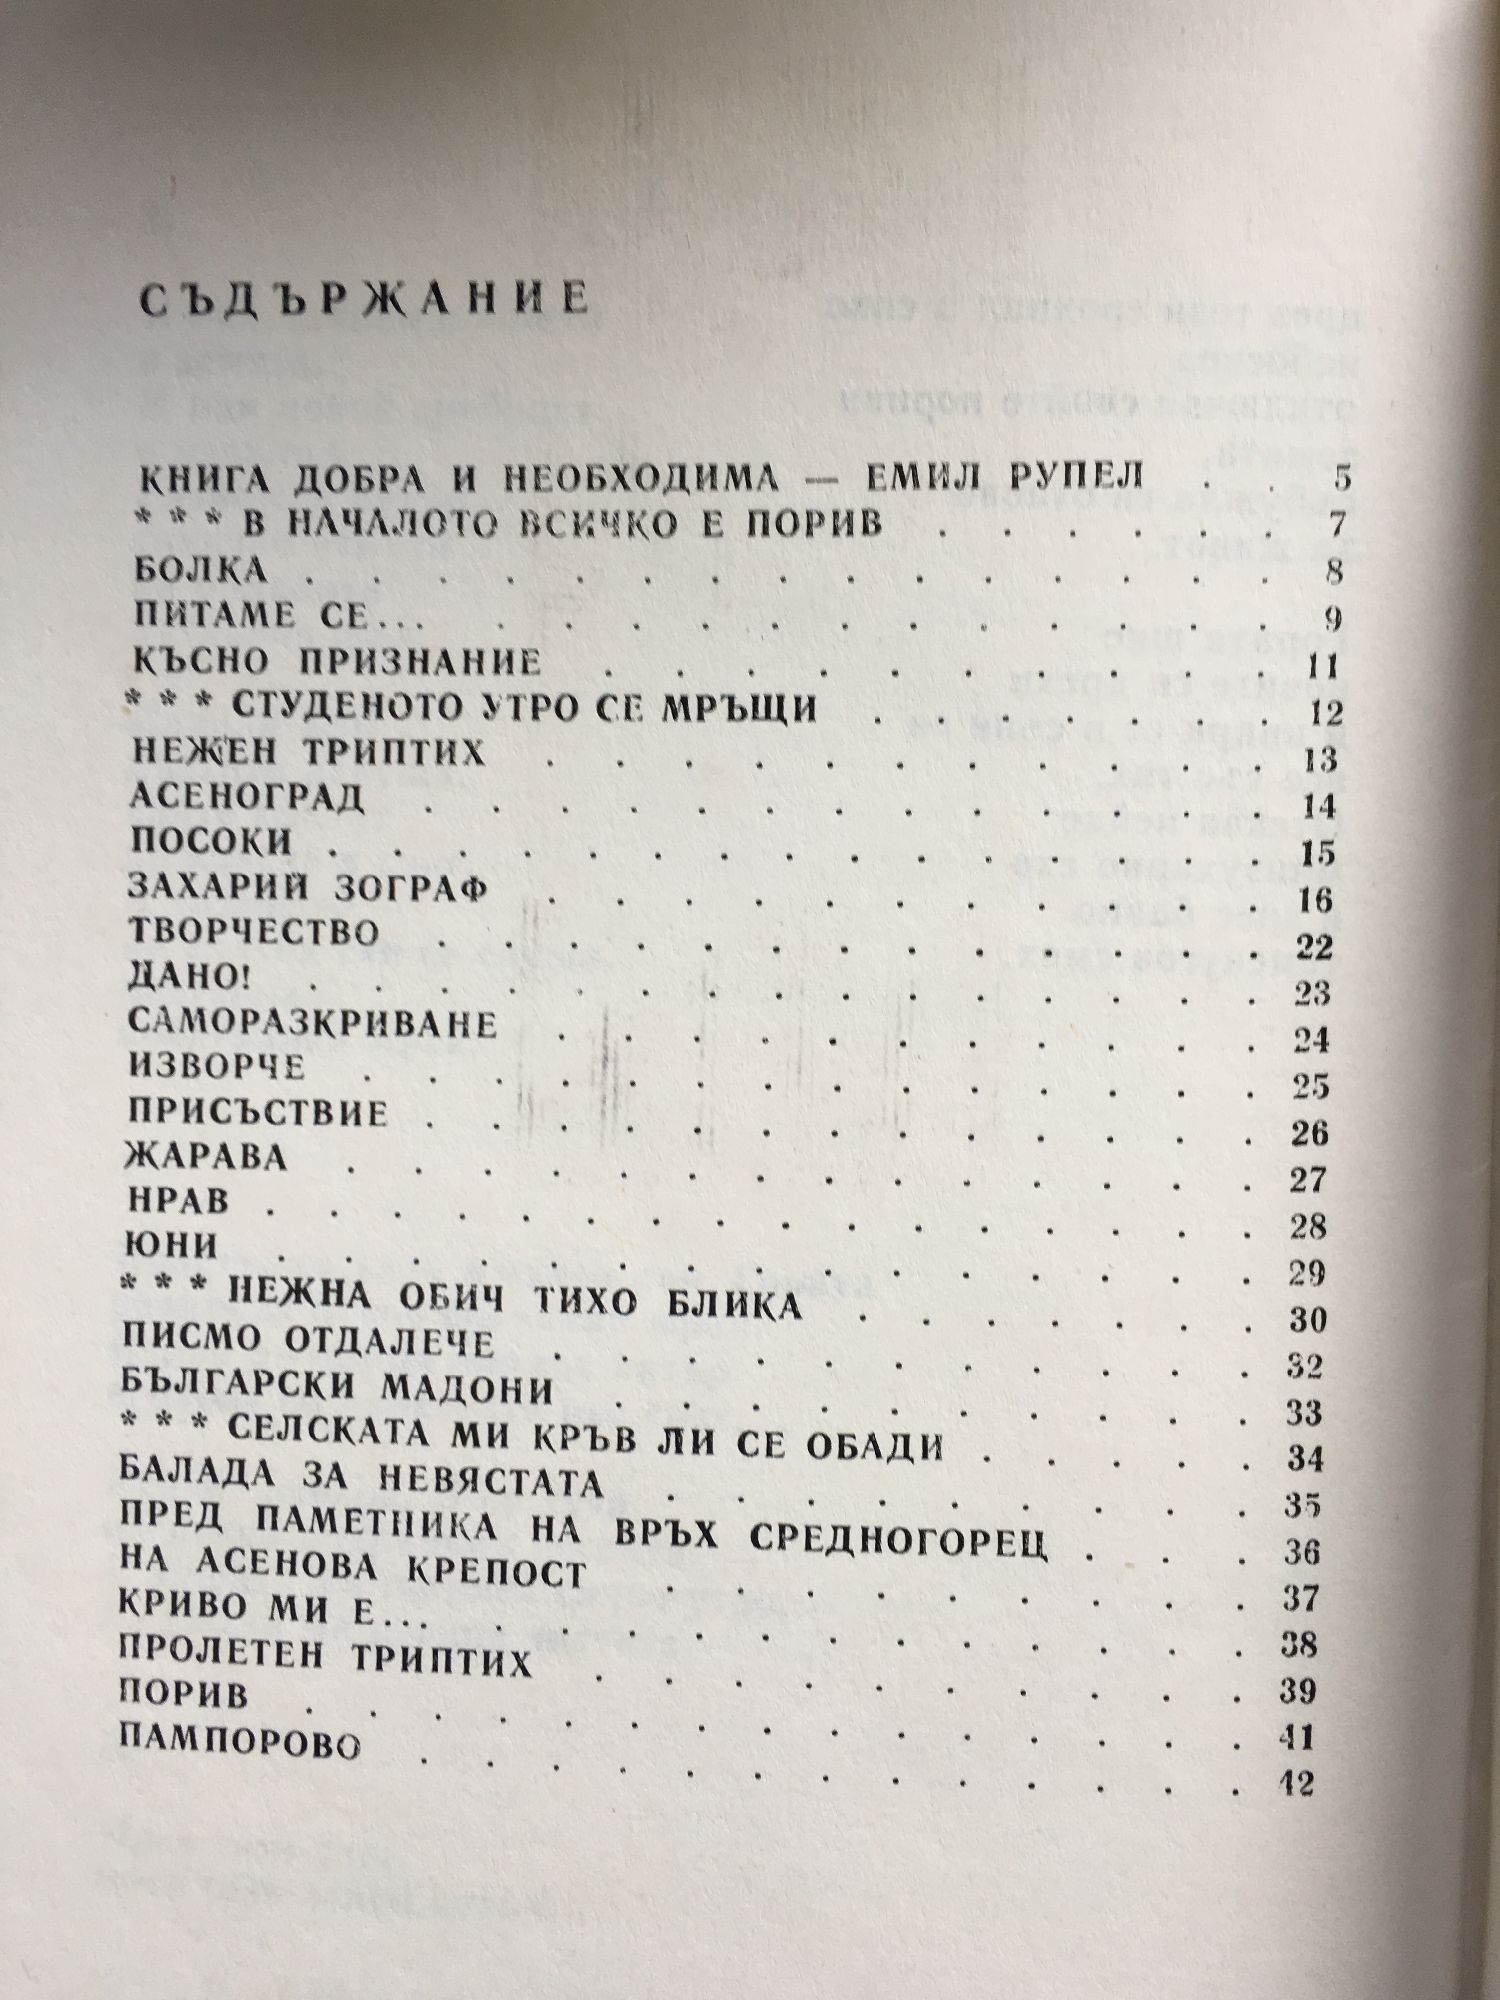 СЪДЪРЖАНИЕ
КНИГА ДОБРА И НЕОБХОДИМА — ЕМИЛ РУПЕЛ . . 5
* * * В НАЧАЛОТО ВСИЧКО Е ПОРИВ . . . . . . 7
БОЛКА . . . . . . . . . . . . . . . 8
ПИТАМЕ СЕ... . . . . . . . . . . . . 9
КЪСНО ПРИЗНАНИЕ . . . . . . . . . . 11
* * * СТУДЕНОТО УТРО СЕ МРЪЩИ . . . . . . . 12
НЕЖЕН ТРИПТИХ . . . . . . . . . . . 13
АСЕНОГРАД . . . . . . . . . . . . . 14
ПОСОКИ . . . . . . . . . . . . . . . 15
ЗАХАРИЙ ЗОГРАФ . . . . . . . . . . . 16
ТВОРЧЕСТВО . . . . . . . . . . . . . 22
ДАНО! . . . . . . . . . . . . . . . 23
САМОРАЗКРИВАНЕ . . . . . . . . . . . 24
ИЗВОРЧЕ . . . . . . . . . . . . . . 25
ПРИСЪСТВИЕ . . . . . . . . . . . . . 26
ЖАРАВА . . . . . . . . . . . . . . 27
НРАВ . . . . . . . . . . . . . . . . 28
ЮНИ . . . . . . . . . . . . . . . 29
* * * НЕЖНА ОБИЧ ТИХО БЛИКА . . . . . . . 30
ПИСМО ОТДАЛЕЧЕ . . . . . . . . . . . 32
БЪЛГАРСКИ МАДОНИ . . . . . . . . . . 33
* * * СЕЛСКАТА МИ КРЪВ ЛИ СЕ ОБАДИ . . . . . 34
БАЛАДА ЗА НЕВЯСТАТА . . . . . . . . . 35
ПРЕД ПАМЕТНИКА НА ВРЪХ СРЕДНОГОРЕЦ . . . 36
НА АСЕНОВА КРЕПОСТ . . . . . . . . . 37
КРИВО МИ Е... . . . . . . . . . . . . 38
ПРОЛЕТЕН ТРИПТИХ . . . . . . . . . . 39
ПОРИВ . . . . . . . . . . . . . . . 41
ПАМПОРОВО . . . . . . . . . . . . . 42